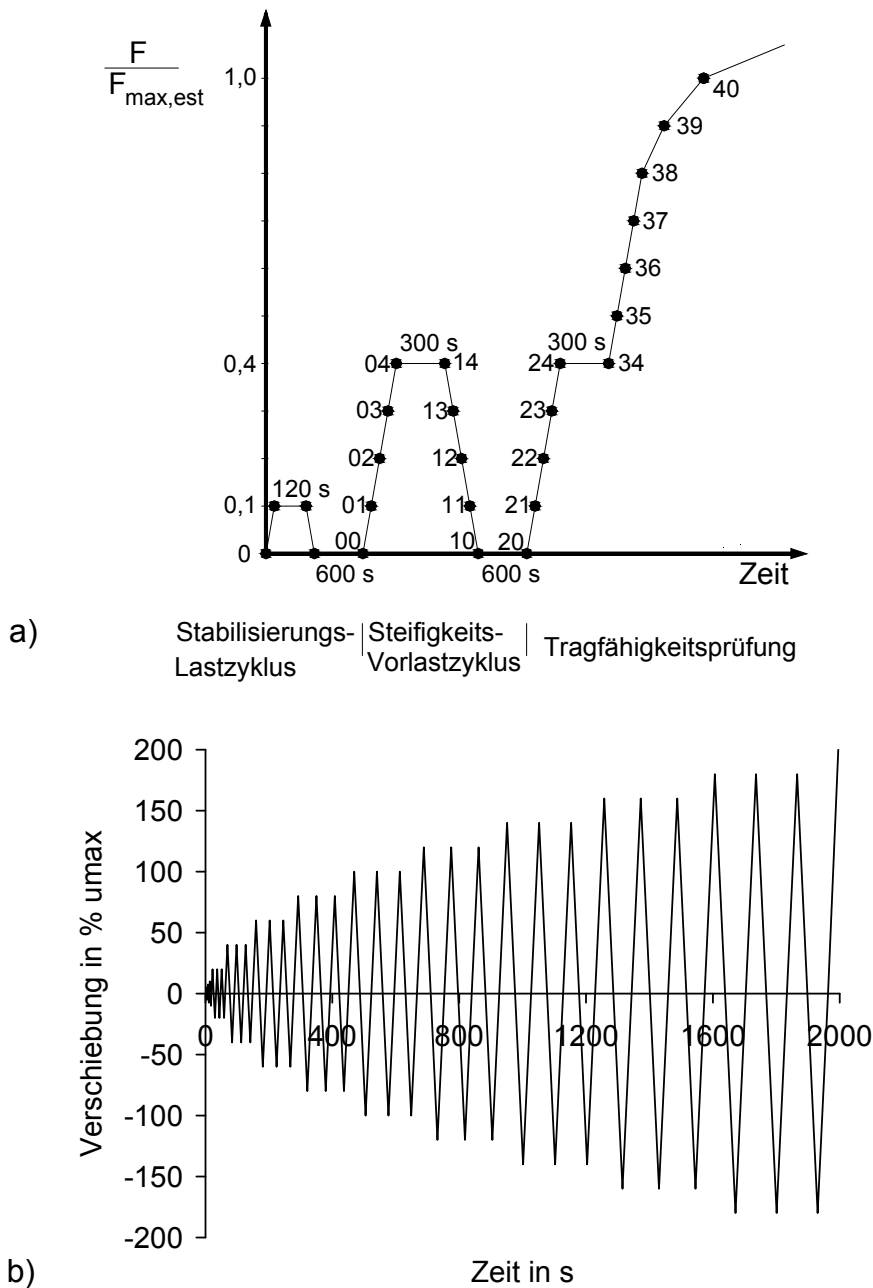 F
F max,est
1,0
40
39
38
37
36
35
300 s
300 s
0,4
04
14
24
34
03
13
23
02
12
22
120 s
0,1
01
11
21
00
10
20
0
600 s
600 s
Zeit
a)
Stabilisierungs-
Lastzyklus
Steifigkeits-
Vorlastzyklus
Tragfähigkeitsprüfung
200
150
100
50
0
-50
-100
-150
-200
Verschiebung in % umax
0
400
800
1200
1600
2000
b)
Zeit in s